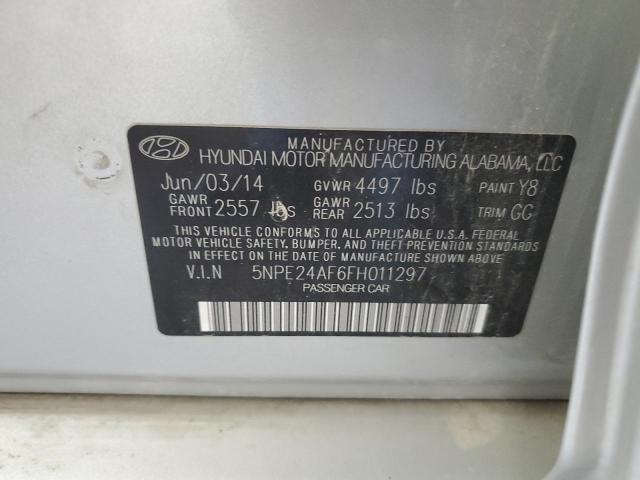 MANUFACTURED BY
HYUNDAI MOTOR MANUFACTURING ALABAMA, LLC
Jun/03/14 GVWR 4497 lbs PAINT Y8
GAWR FRONT 2557 lbs GAWR REAR 2513 lbs TRIM GG
THIS VEHICLE CONFORMS TO ALL APPLICABLE U.S.A. FEDERAL
MOTOR VEHICLE SAFETY, BUMPER, AND THEFT PREVENTION STANDARDS
IN EFFECT ON THE DATE OF MANUFACTURE SHOWN ABOVE
V.I.N 5NPE24AF6FH011297
PASSENGER CAR